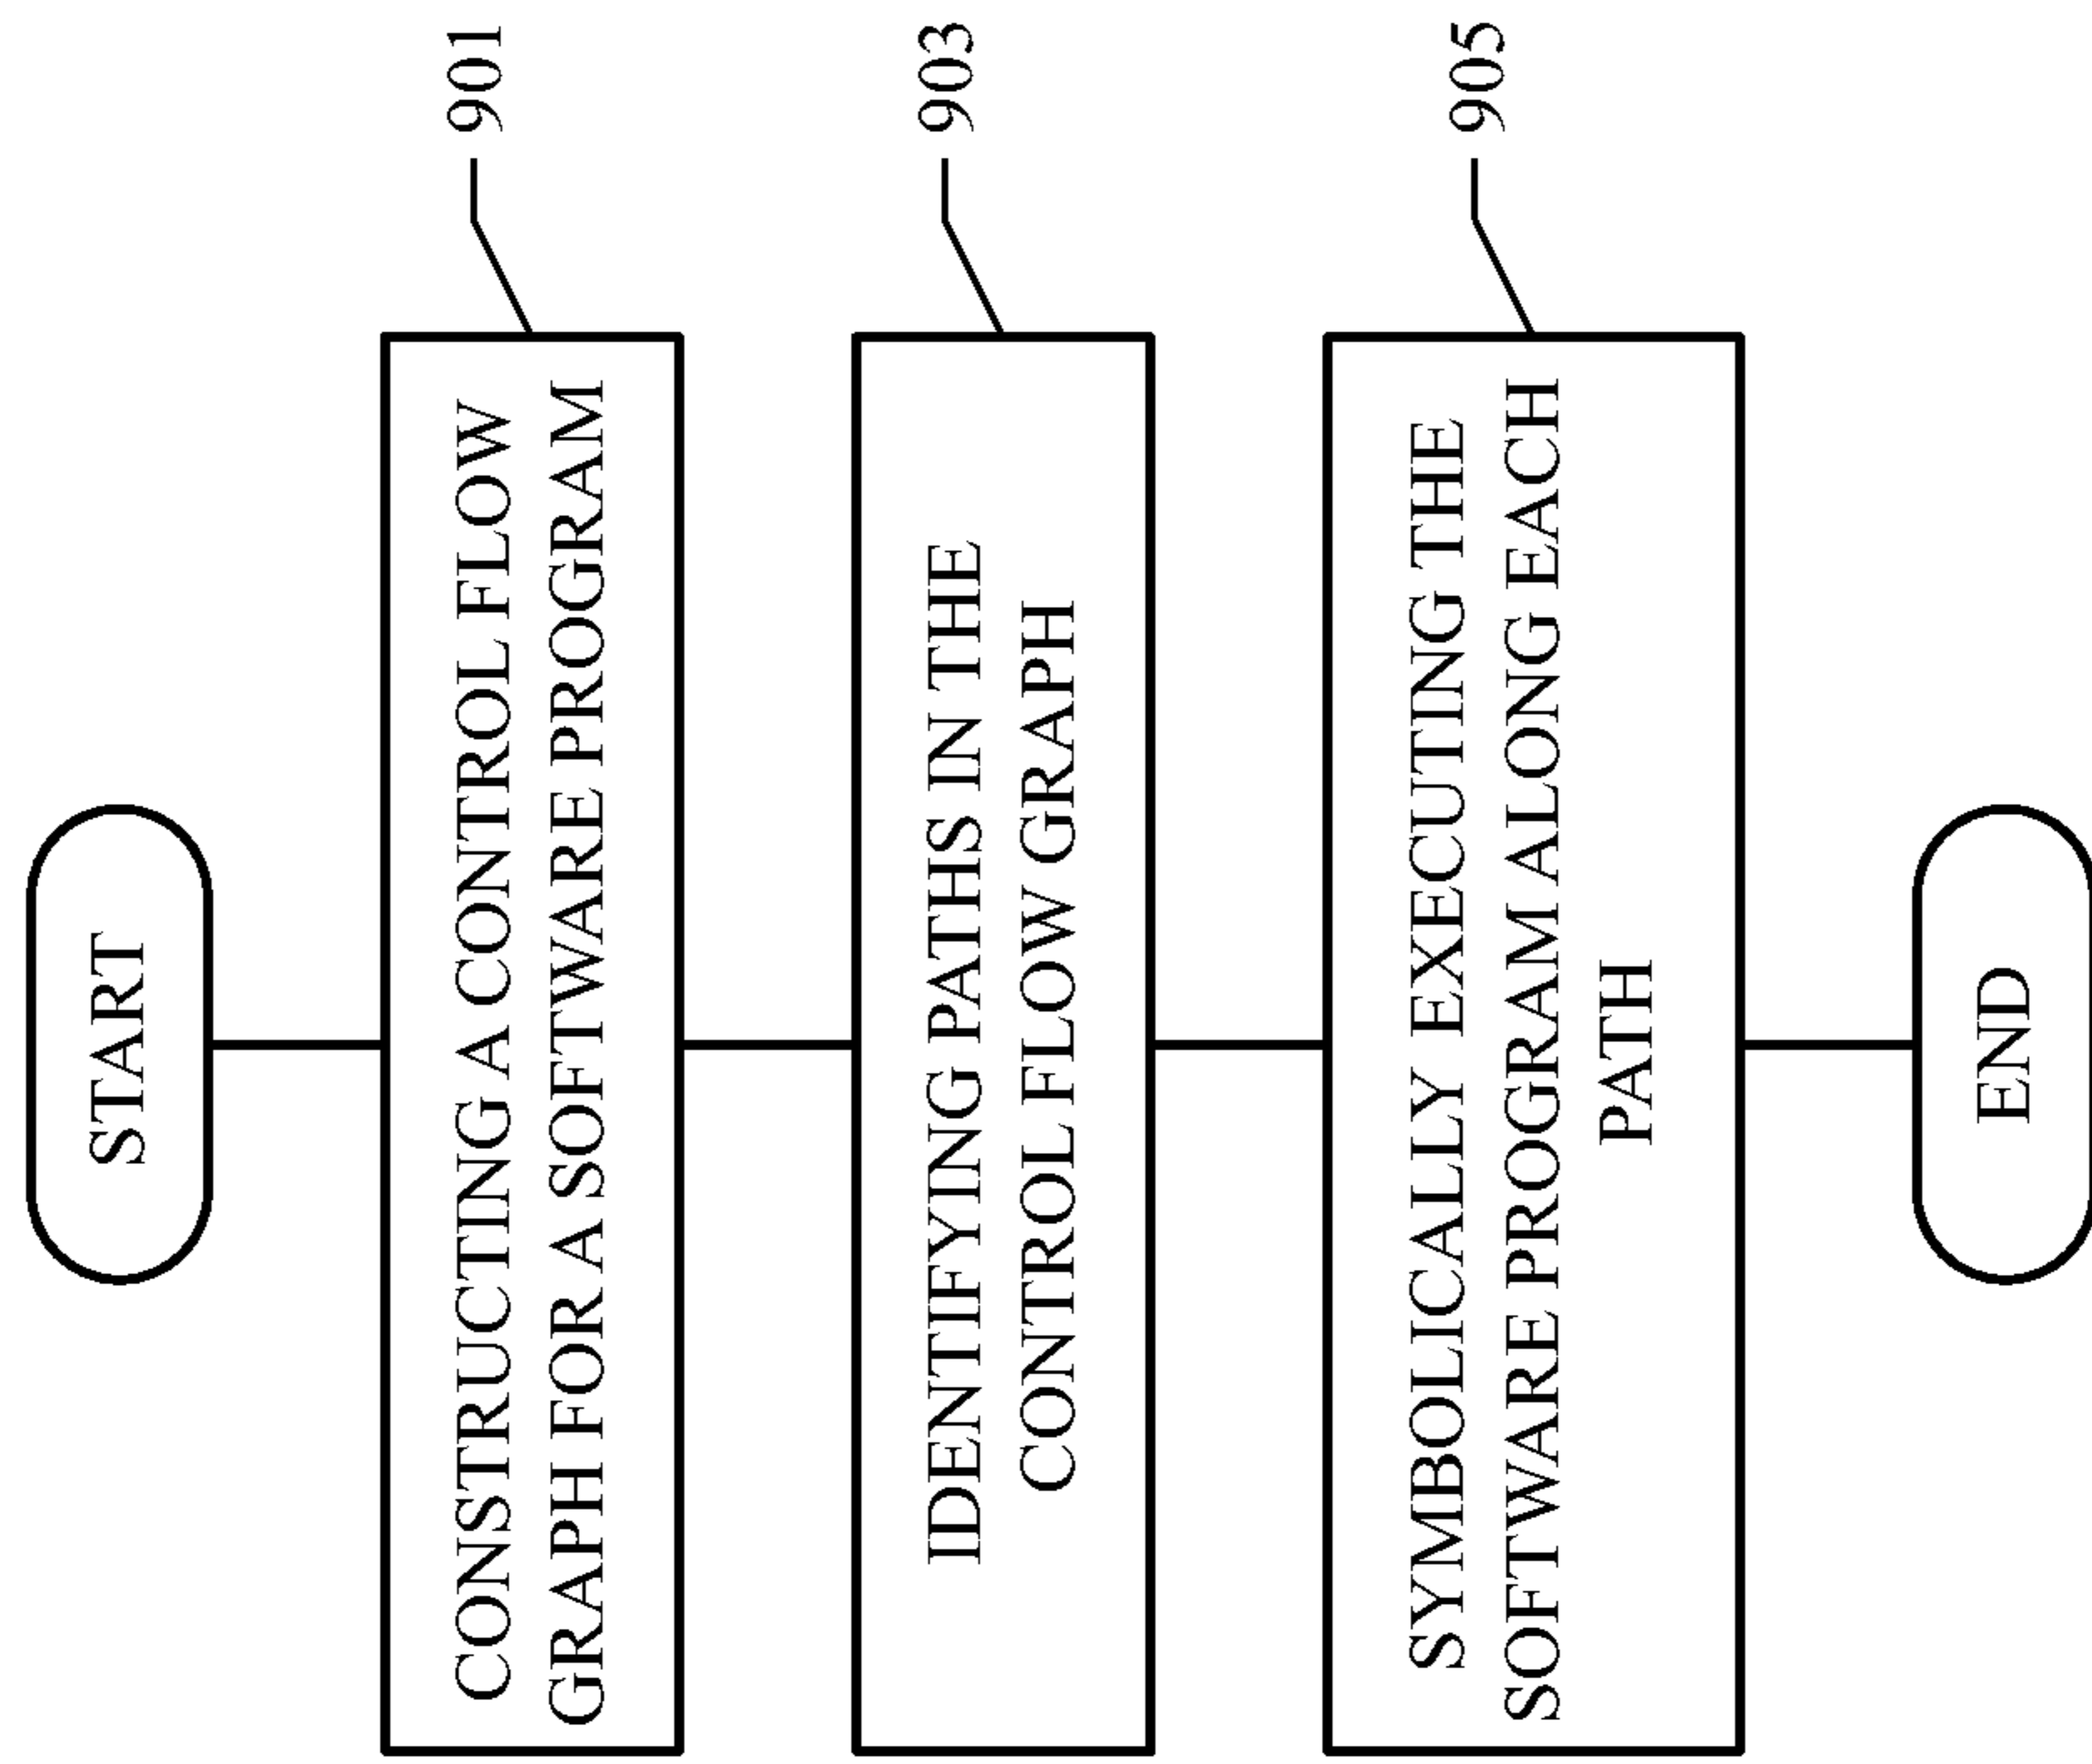 START
CONSTRUCTING A CONTROL FLOW
GRAPH FOR A SOFTWARE PROGRAM
901
IDENTIFYING PATHS IN THE
CONTROL FLOW GRAPH
903
SYMBOLICALLY EXECUTING THE
SOFTWARE PROGRAM ALONG EACH
PATH
905
END